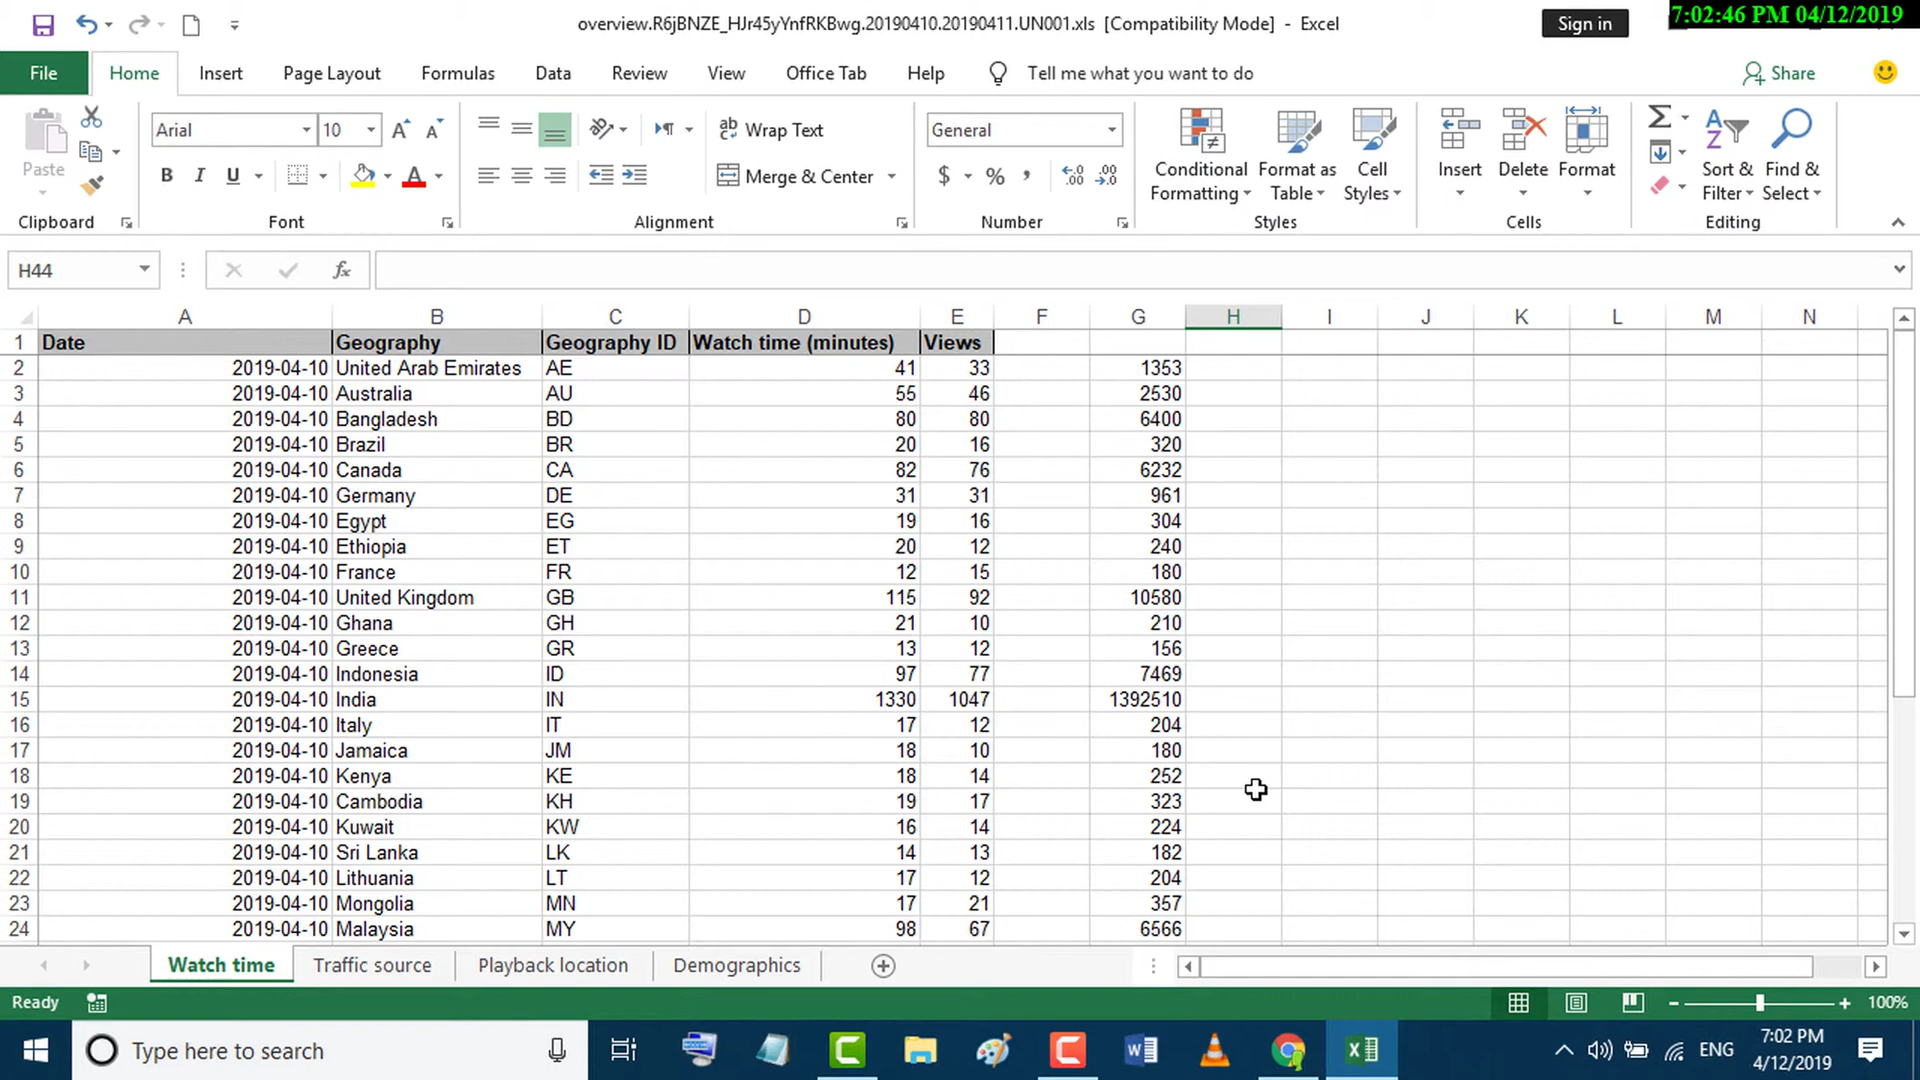 overview.R6jBNZE_HJr45yYnfRKBwg.20190410.20190411.UN001.xls [Compatibility Mode] - Excel
Sign in
7:02:46 PM 04/12/2019
File Home Insert Page Layout Formulas Data Review View Office Tab Help Tell me what you want to do Share
Paste
Arial 10
B I U A
ab Wrap Text
Merge & Center
General
$ % ,
Conditional Formatting
Format as Table
Cell Styles
Insert Delete Format
Sort & Filter
Find & Select
Clipboard Font Alignment Number Styles Cells Editing
H44 fx
A B C D E F G H I J K L M N
1 Date Geography Geography ID Watch time (minutes) Views
2 2019-04-10 United Arab Emirates AE 41 33 1353
3 2019-04-10 Australia AU 55 46 2530
4 2019-04-10 Bangladesh BD 80 80 6400
5 2019-04-10 Brazil BR 20 16 320
6 2019-04-10 Canada CA 82 76 6232
7 2019-04-10 Germany DE 31 31 961
8 2019-04-10 Egypt EG 19 16 304
9 2019-04-10 Ethiopia ET 20 12 240
10 2019-04-10 France FR 12 15 180
11 2019-04-10 United Kingdom GB 115 92 10580
12 2019-04-10 Ghana GH 21 10 210
13 2019-04-10 Greece GR 13 12 156
14 2019-04-10 Indonesia ID 97 77 7469
15 2019-04-10 India IN 1330 1047 1392510
16 2019-04-10 Italy IT 17 12 204
17 2019-04-10 Jamaica JM 18 10 180
18 2019-04-10 Kenya KE 18 14 252
19 2019-04-10 Cambodia KH 19 17 323
20 2019-04-10 Kuwait KW 16 14 224
21 2019-04-10 Sri Lanka LK 14 13 182
22 2019-04-10 Lithuania LT 17 12 204
23 2019-04-10 Mongolia MN 17 21 357
24 2019-04-10 Malaysia MY 98 67 6566
Watch time Traffic source Playback location Demographics
Ready 100%
Type here to search
ENG
7:02 PM
4/12/2019